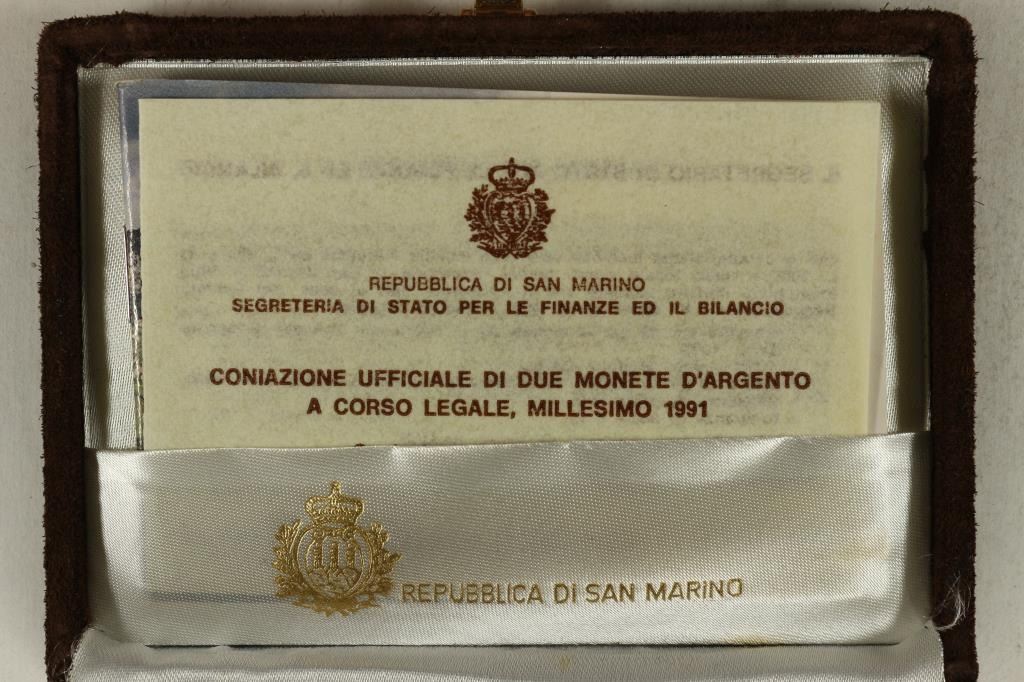 REPUBBLICA DI SAN MARINO
SEGRETERIA DI STATO PER LE FINANZE ED IL BILANCIO
CONIAZIONE UFFICIALE DI DUE MONETE D'ARGENTO
A CORSO LEGALE, MILLESIMO 1991
REPUBBLICA DI SAN MARINO